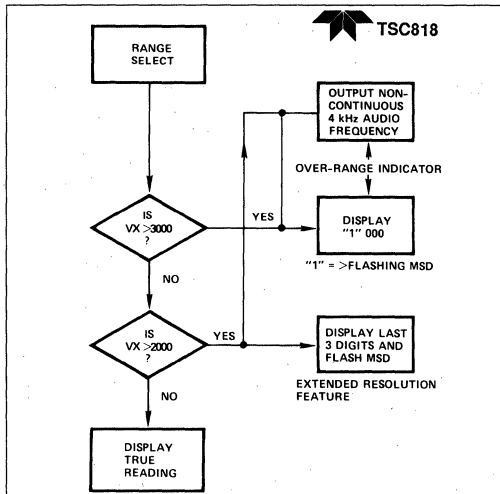 TSC818
RANGE
SELECT
OUTPUT NON-
CONTINUOUS
4 kHz AUDIO
FREQUENCY
OVER-RANGE INDICATOR
IS
VX >3000
?
YES
DISPLAY
"1" 000
"1" = >FLASHING MSD
NO
IS
VX >2000
?
YES
DISPLAY LAST
3 DIGITS AND
FLASH MSD
EXTENDED RESOLUTION
FEATURE
NO
DISPLAY
TRUE
READING